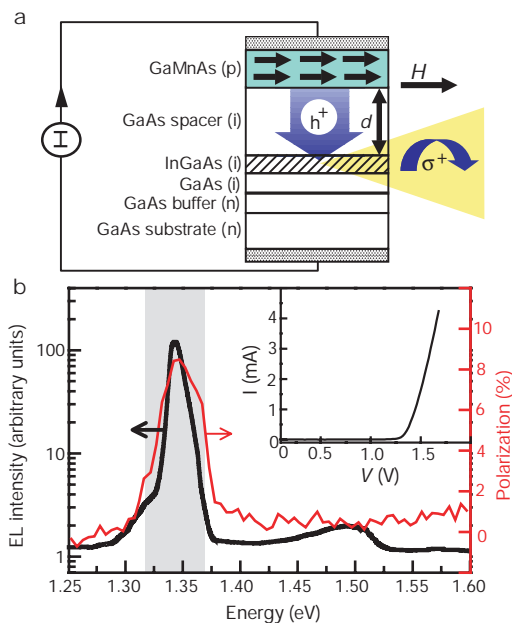 a
GaMnAs (p)
H
GaAs spacer (i)
h+
d
I
InGaAs (i)
σ+
GaAs (i)
GaAs buffer (n)
GaAs substrate (n)
b
EL intensity (arbitrary units)
100
10
1
1.25 1.30 1.35 1.40 1.45 1.50 1.55 1.60
Energy (eV)
Polarization (%)
10
8
6
4
2
0
I (mA)
4
3
2
1
0
0 0.5 1.0 1.5
V (V)